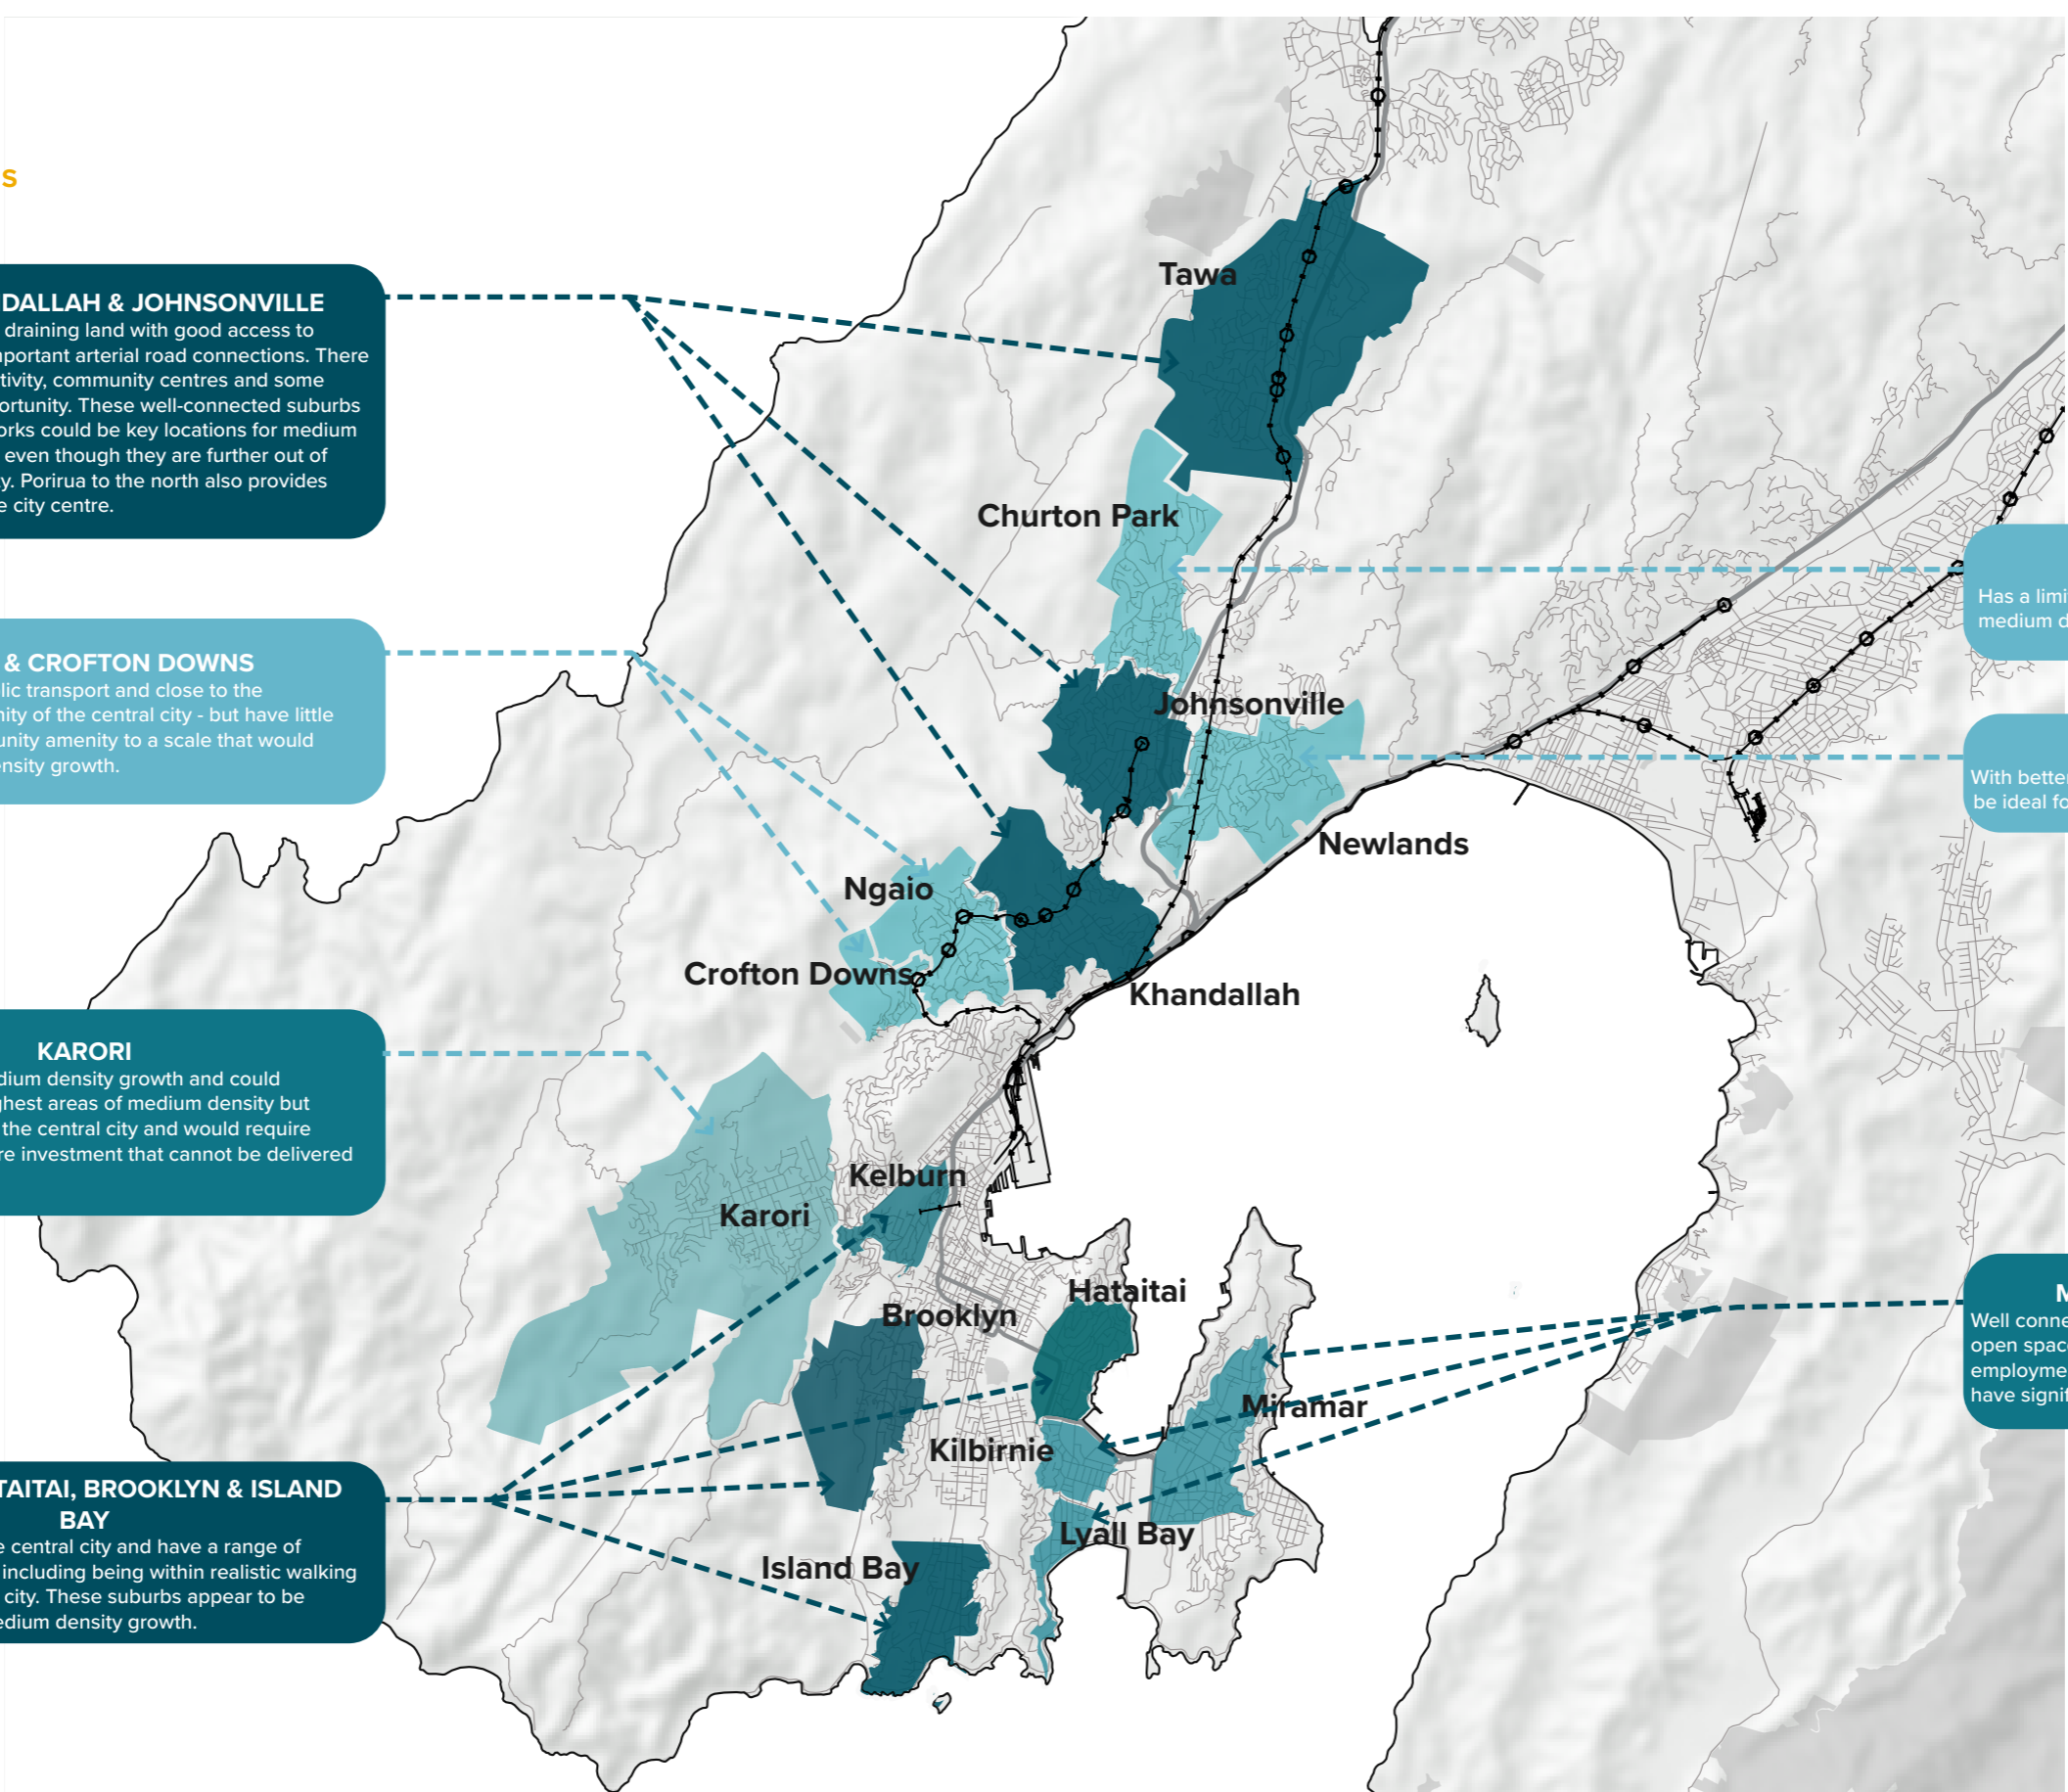 S
DALLAH & JOHNSONVILLE
draining land with good access to
mportant arterial road connections. There
tivity, community centres and some
ortunity. These well-connected suburbs
orks could be key locations for medium
even though they are further out of
y. Porirua to the north also provides
e city centre.
& CROFTON DOWNS
lic transport and close to the
nity of the central city - but have little
unity amenity to a scale that would
ensity growth.
KARORI
dium density growth and could
ghest areas of medium density but
the central city and would require
re investment that cannot be delivered
TAITAI, BROOKLYN & ISLAND
BAY
e central city and have a range of
including being within realistic walking
city. These suburbs appear to be
edium density growth.
Tawa
Churton Park
Johnsonville
Newlands
Ngaio
Crofton Downs
Khandallah
Kelburn
Karori
Hataitai
Brooklyn
Miramar
Kilbirnie
Lyall Bay
Island Bay
Has a limi
medium d
With better
be ideal fo
M
Well conne
open spac
employme
have signif